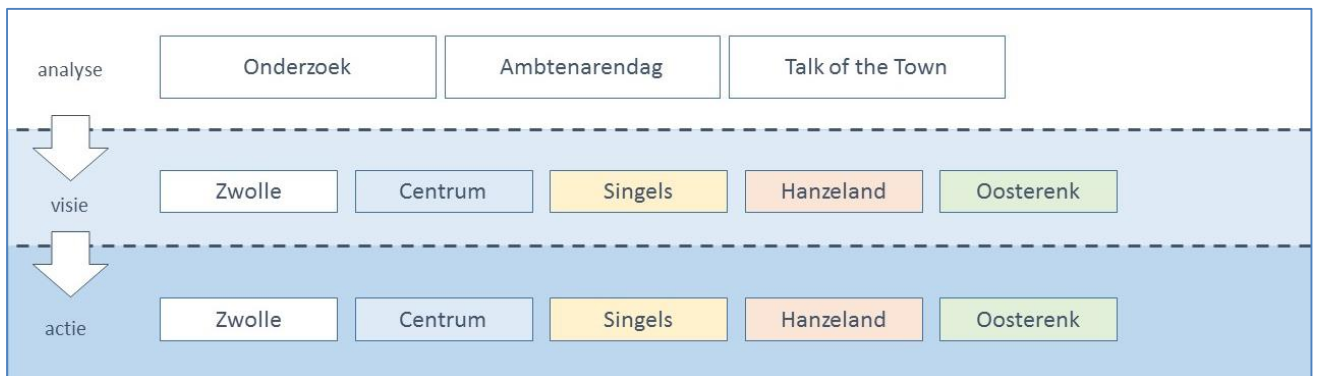 analyse
Onderzoek
Ambtenarendag
Talk of the Town
visie
Zwolle
Centrum
Singels
Hanzeland
Oosterenk
actie
Zwolle
Centrum
Singels
Hanzeland
Oosterenk